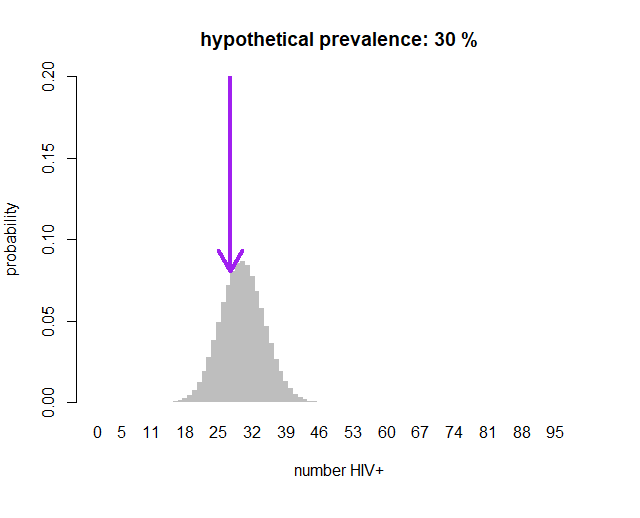 hypothetical prevalence: 30 %
0.20
0.15
0.10
0.05
0.00
probability
0 5 11 18 25 32 39 46 53 60 67 74 81 88 95
number HIV+